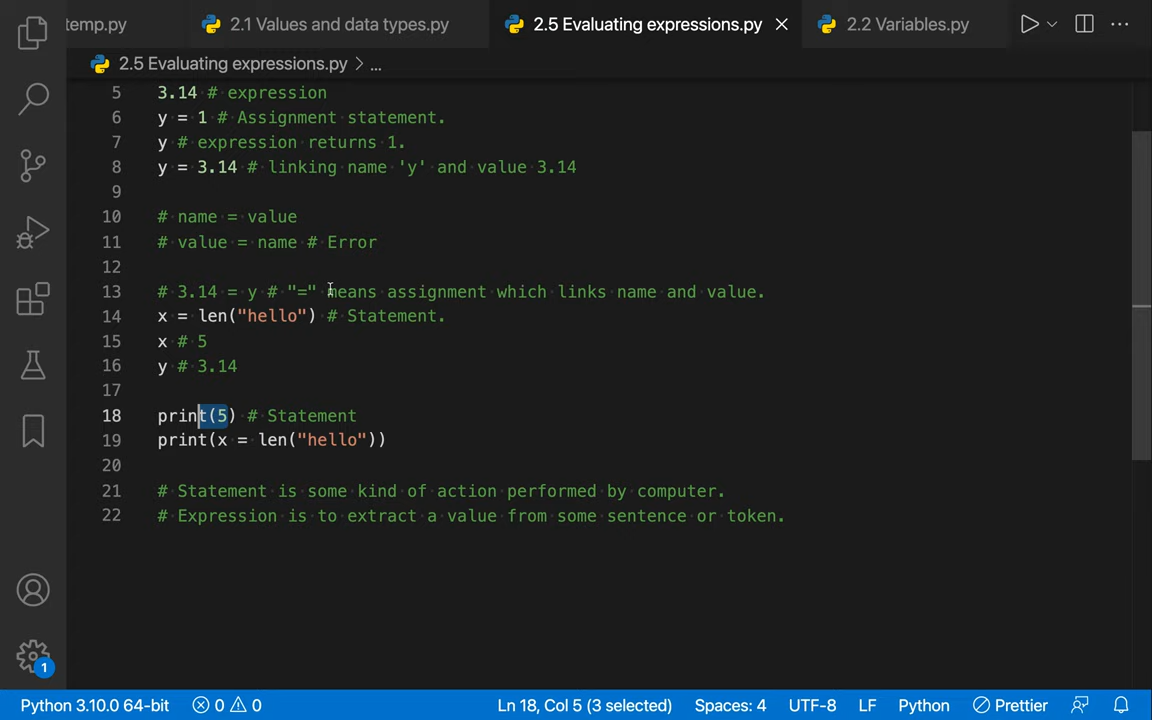 temp.py
2.1 Values and data types.py
2.5 Evaluating expressions.py
2.2 Variables.py
2.5 Evaluating expressions.py > ...
5 3.14 # expression
6 y = 1 # Assignment statement.
7 y # expression returns 1.
8 y = 3.14 # linking name 'y' and value 3.14
9
10 # name = value
11 # value = name # Error
12
13 # 3.14 = y # "=" means assignment which links name and value.
14 x = len("hello") # Statement.
15 x # 5
16 y # 3.14
17
18 print(5) # Statement
19 print(x = len("hello"))
20
21 # Statement is some kind of action performed by computer.
22 # Expression is to extract a value from some sentence or token.
1
Python 3.10.0 64-bit 0 0 Ln 18, Col 5 (3 selected) Spaces: 4 UTF-8 LF Python Prettier